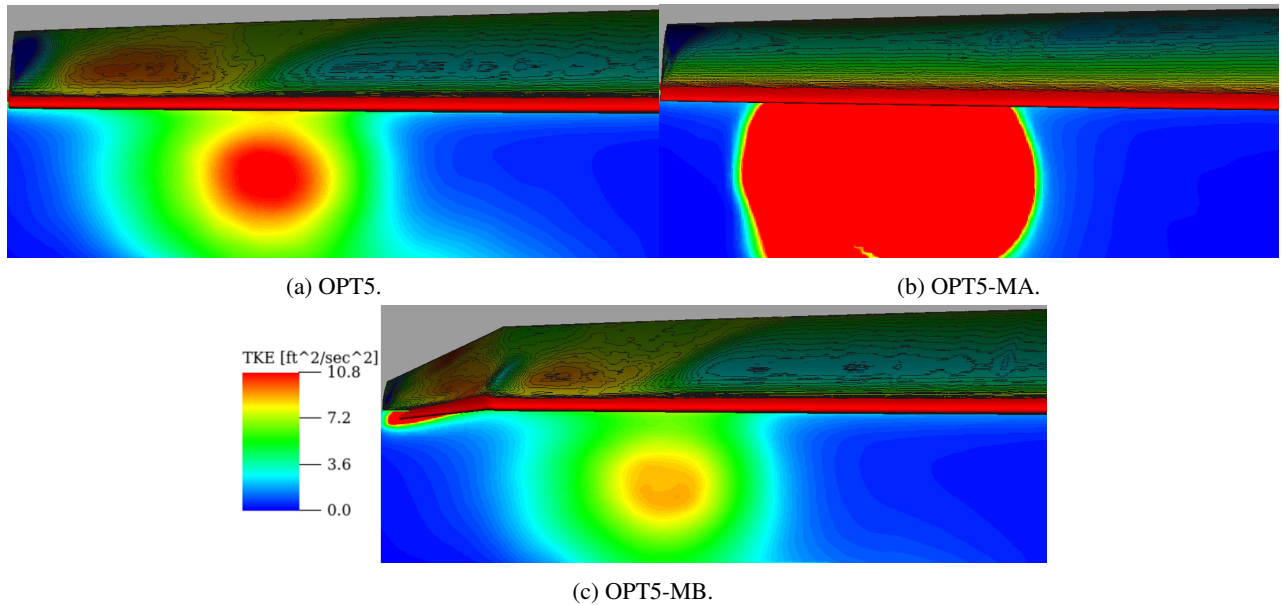 (a) OPT5.
(b) OPT5-MA.
TKE [ft^2/sec^2]
10.8
7.2
3.6
0.0
(c) OPT5-MB.